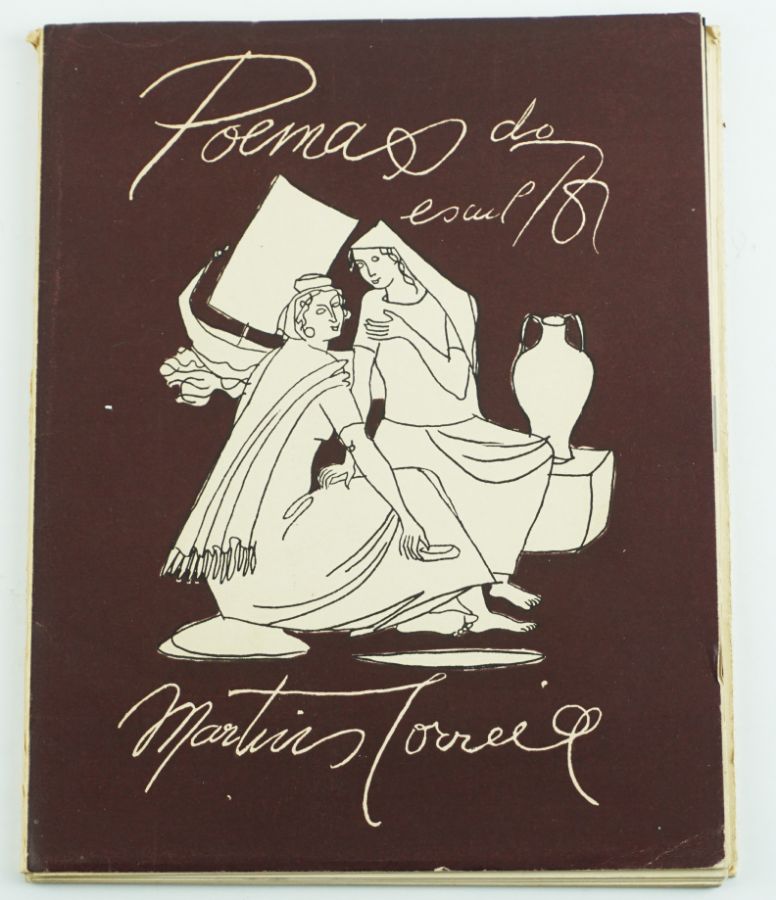 Poemas do
escultor
Martins Correia